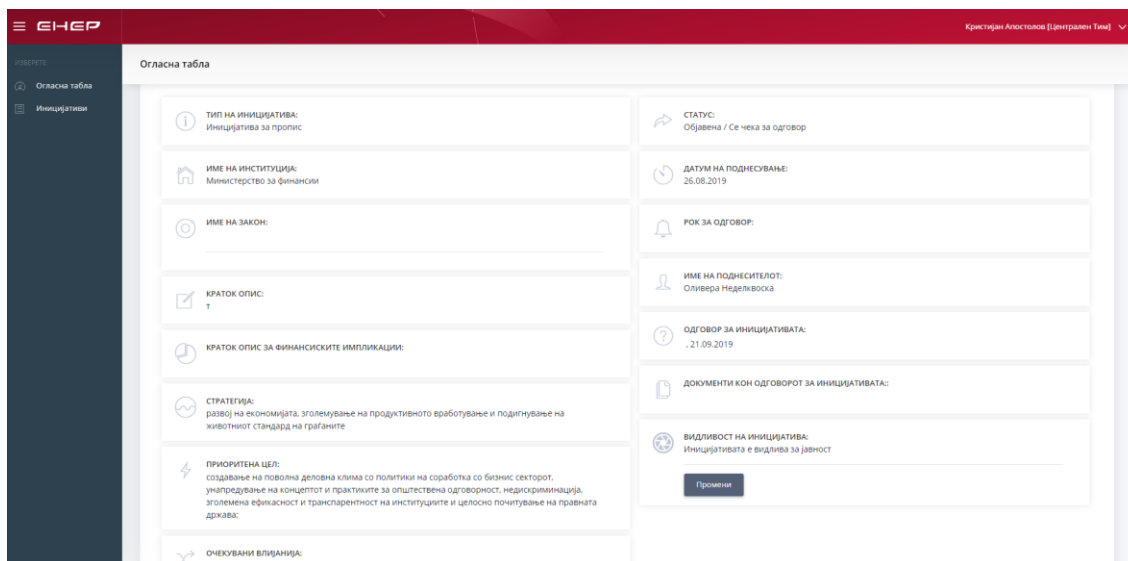 ЕНЕР
Кристијан Апостолов [Централен Тим]
ИЗБЕРЕТЕ
Огласна табла
Иницијативи
Огласна табла
ТИП НА ИНИЦИЈАТИВА:
Иницијатива за пропис
ИМЕ НА ИНСТИТУЦИЈА:
Министерство за финансии
ИМЕ НА ЗАКОН:
КРАТОК ОПИС:
т
КРАТОК ОПИС ЗА ФИНАНСИСКИТЕ ИМПЛИКАЦИИ:
СТРАТЕГИЈА:
развој на економијата, зголемување на продуктивното вработување и подигнување на
животниот стандард на граѓаните
ПРИОРИТЕНА ЦЕЛ:
создавање на поволна деловна клима со политики на соработка со бизнис секторот,
унапредување на концептот и практиките за општествена одговорност, недискриминација,
зголемена ефикасност и транспарентност на институциите и целосно почитување на правната
држава;
ОЧЕКУВАНИ ВЛИЈАНИЈА:
СТАТУС:
Објавена / Се чека за одговор
ДАТУМ НА ПОДНЕСУВАЊЕ:
26.08.2019
РОК ЗА ОДГОВОР:
ИМЕ НА ПОДНЕСИТЕЛОТ:
Оливера Неделквоска
ОДГОВОР ЗА ИНИЦИЈАТИВАТА:
. 21.09.2019
ДОКУМЕНТИ КОН ОДГОВОРОТ ЗА ИНИЦИЈАТИВАТА::
ВИДЛИВОСТ НА ИНИЦИЈАТИВА:
Иницијативата е видлива за јавност
Промени